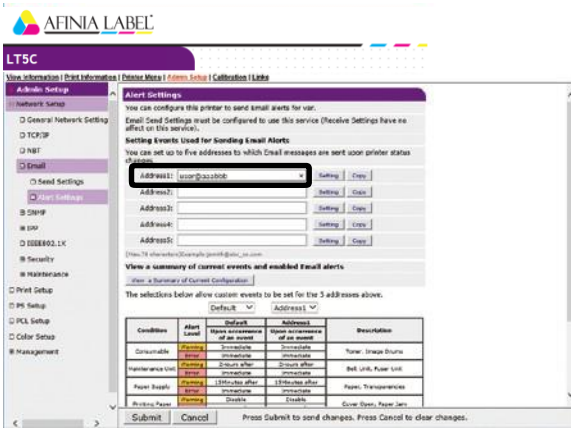 AFINIA LABEL
LT5C
View Information | Print Information | Printer Menu | Admin Setup | Calibration | Links
Admin Setup
Network Setup
General Network Setting
TCP/IP
NBT
Email
Send Settings
Alert Settings
SNMP
IPP
IEEE802.1X
Security
Maintenance
Print Setup
PS Setup
PCL Setup
Color Setup
Management
Alert Settings
You can configure this printer to send Email alerts for var.
Email Send Settings must be configured to use this service (Receive Settings have no
affect on this service).
Setting Events Used for Sending Email Alerts
You can set up to five addresses to which Email messages are sent upon printer status
changes.
Address1: user@aaabbb x Setting Copy
Address2: Setting Copy
Address3: Setting Copy
Address4: Setting Copy
Address5: Setting Copy
View a summary of current events and enabled Email alerts
View a Summary of Current Configuration
The selections below allow custom events to be set for the 5 addresses above.
Default Address1
Condition Alert Level Default Upon occurrence of an event Address1 Upon occurrence of an event Description
Consumable Warning Immediate Immediate Toner, Image Drums
Error Immediate Immediate
Maintenance Unit Warning 2Hours after 2Hours after Belt Unit, Fuser Unit
Error Immediate Immediate
Paper Supply Warning 15Minutes after 15Minutes after Paper, Transparencies
Error Immediate Immediate
Printing Paper Warning Disable Disable Cover Open, Paper Jam
Submit Cancel Press Submit to send changes. Press Cancel to clear changes.